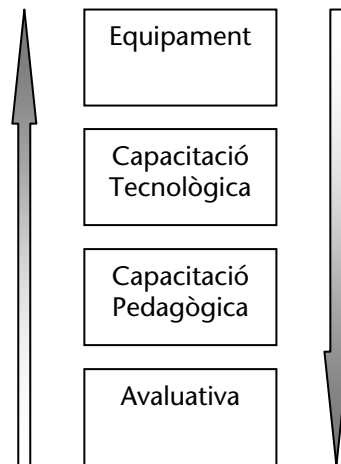 Equipament
Capacitació
Tecnològica
Capacitació
Pedagògica
Avaluativa